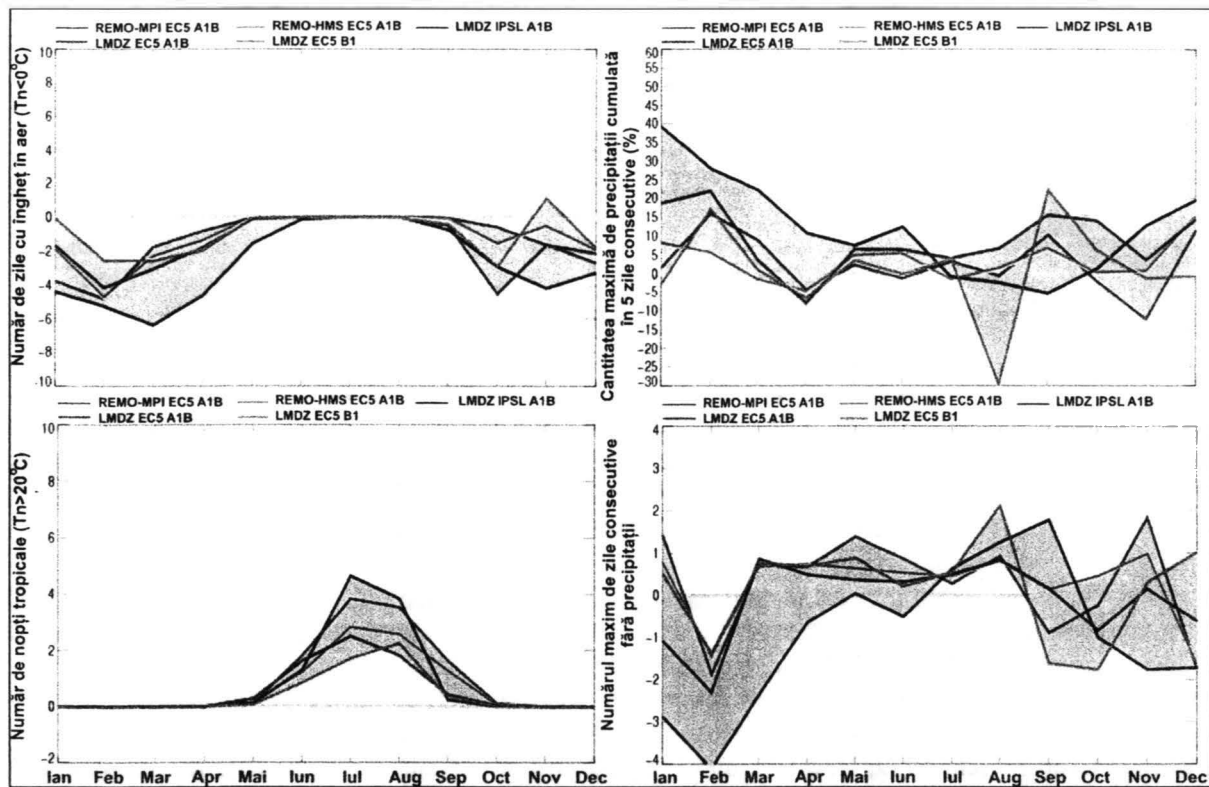 REMO-MPI EC5 A1B REMO-HMS EC5 A1B LMDZ IPSL A1B
LMDZ EC5 A1B LMDZ EC5 B1
Număr de zile cu îngheț în aer (Tn<0°C)
10
8
6
4
2
0
-2
-4
-6
-8
-10
REMO-MPI EC5 A1B REMO-HMS EC5 A1B LMDZ IPSL A1B
LMDZ EC5 A1B LMDZ EC5 B1
Cantitatea maximă de precipitații cumulată
în 5 zile consecutive (%)
60
55
50
45
40
35
30
25
20
15
10
5
0
-5
-10
-15
-20
-25
-30
REMO-MPI EC5 A1B REMO-HMS EC5 A1B LMDZ IPSL A1B
LMDZ EC5 A1B LMDZ EC5 B1
Număr de nopți tropicale (Tn>20°C)
10
8
6
4
2
0
-2
Ian Feb Mar Apr Mai Iun Iul Aug Sep Oct Nov Dec
REMO-MPI EC5 A1B REMO-HMS EC5 A1B LMDZ IPSL A1B
LMDZ EC5 A1B LMDZ EC5 B1
Numărul maxim de zile consecutive
fără precipitații
4
3
2
1
0
-1
-2
-3
-4
Ian Feb Mar Apr Mai Iun Iul Aug Sep Oct Nov Dec